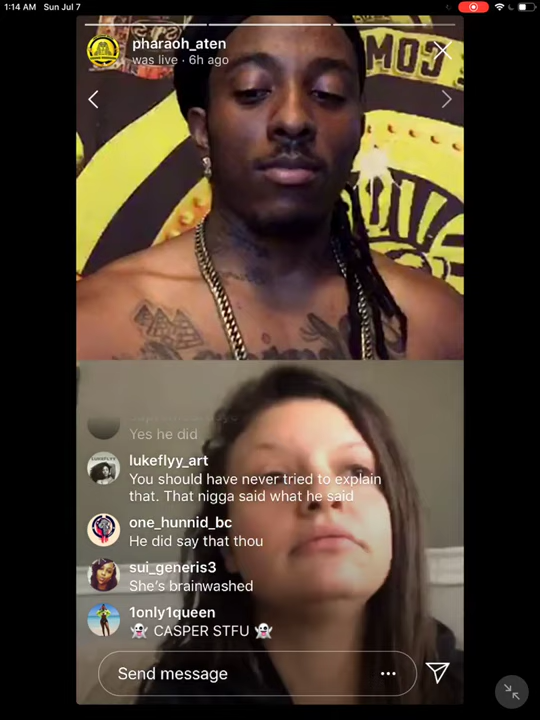 1:14 AM Sun Jul 7
pharaoh_aten
was live · 6h ago
Yes he did
lukeflyy_art
You should have never tried to explain
that. That nigga said what he said
one_hunnid_bc
He did say that thou
sui_generis3
She's brainwashed
1only1queen
👻 CASPER STFU 👻
Send message